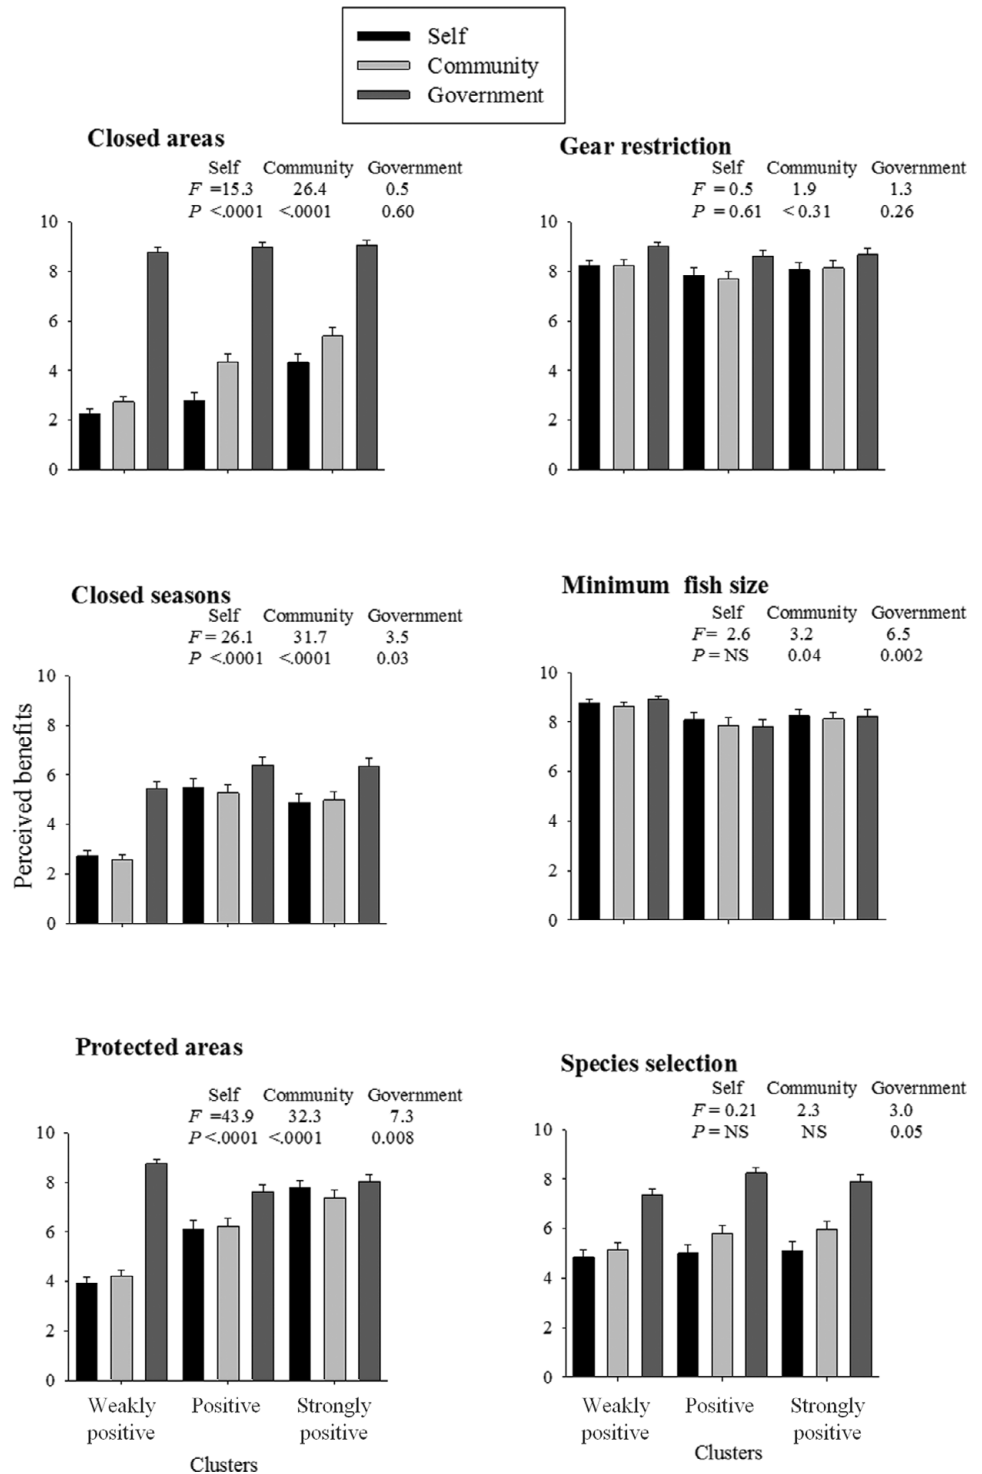 Self
Community
Government
Closed areas
Self Community Government
F =15.3 26.4 0.5
P <.0001 <.0001 0.60
10
8
6
4
2
0
Gear restriction
Self Community Government
F = 0.5 1.9 1.3
P = 0.61 < 0.31 0.26
10
8
6
4
2
0
Closed seasons
Self Community Government
F = 26.1 31.7 3.5
P <.0001 <.0001 0.03
10
8
6
4
2
0
Perceived benefits
Minimum fish size
Self Community Government
F= 2.6 3.2 6.5
P = NS 0.04 0.002
10
8
6
4
2
0
Protected areas
Self Community Government
F =43.9 32.3 7.3
P <.0001 <.0001 0.008
10
8
6
4
2
0
Weakly Positive Strongly
positive positive
Clusters
Species selection
Self Community Government
F = 0.21 2.3 3.0
P = NS NS 0.05
10
8
6
4
2
0
Weakly Positive Strongly
positive positive
Clusters